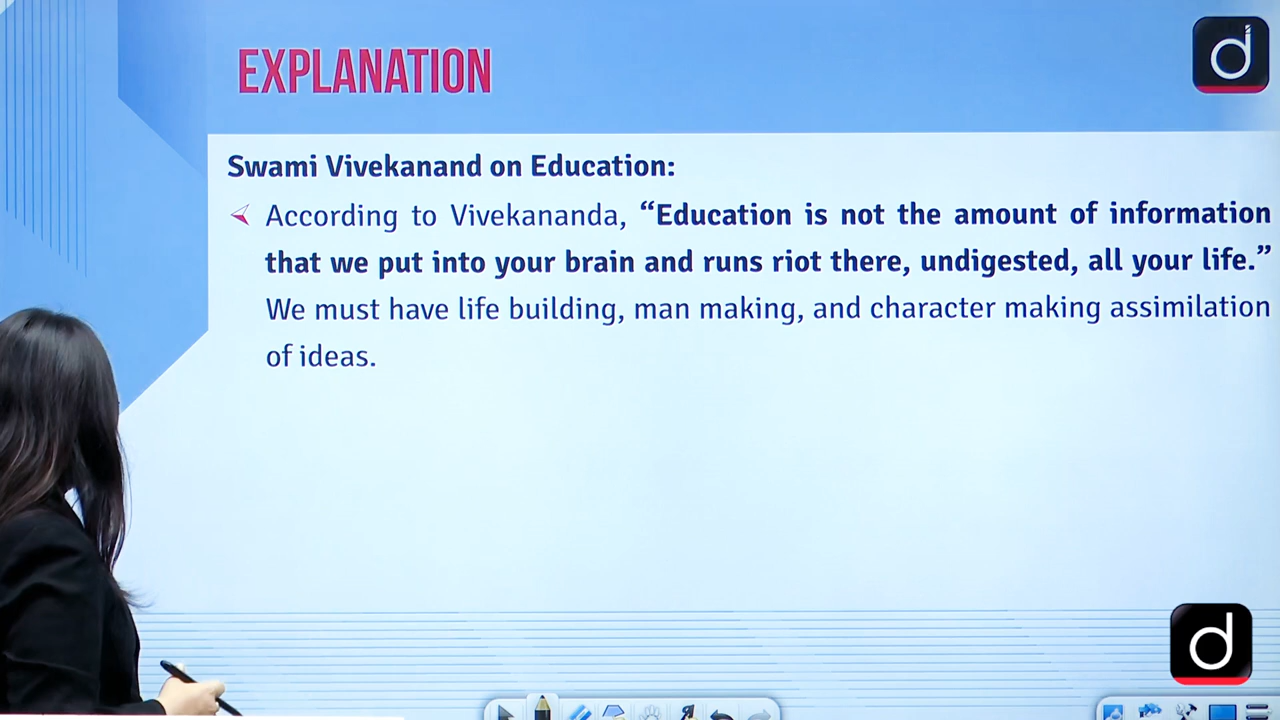 EXPLANATION
d
Swami Vivekanand on Education:
According to Vivekananda, “Education is not the amount of information
that we put into your brain and runs riot there, undigested, all your life.”
We must have life building, man making, and character making assimilation
of ideas.
d